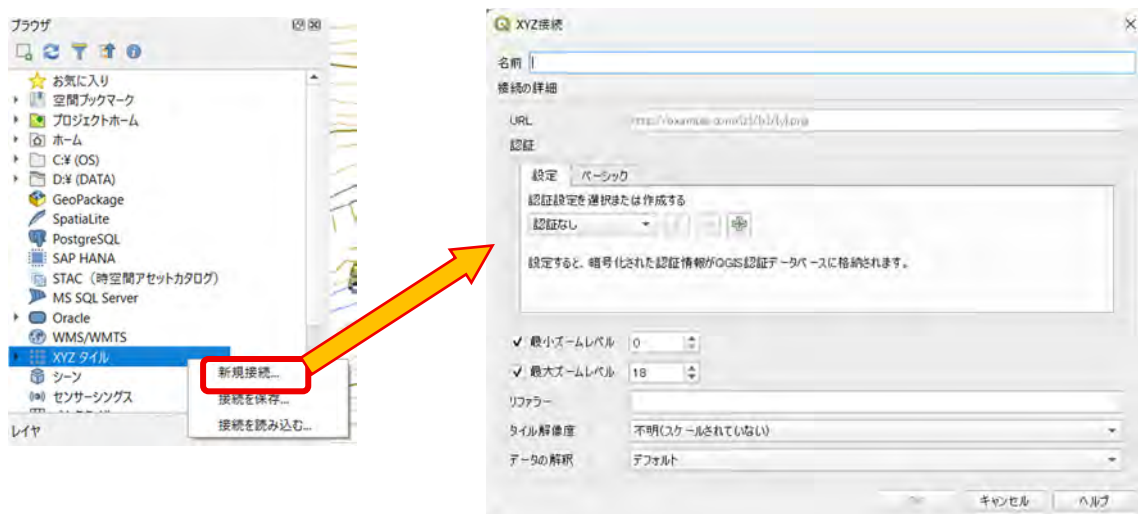 ブラウザ
お気に入り
空間ブックマーク
プロジェクトホーム
ホーム
C:¥ (OS)
D:¥ (DATA)
GeoPackage
SpatiaLite
PostgreSQL
SAP HANA
STAC（時空間アセットカタログ）
MS SQL Server
Oracle
WMS/WMTS
XYZ タイル
シーン
センサーシングス
レイヤ
新規接続...
接続を保存...
接続を読み込む...
XYZ接続
名前
接続の詳細
URL
認証
設定 ベーシック
認証設定を選択または作成する
認証なし
設定すると、暗号化された認証情報がQGIS認証データベースに格納されます。
最小ズームレベル 0
最大ズームレベル 18
リファラー
タイル解像度 不明(スケールされていない)
データの解釈 デフォルト
キャンセル ヘルプ